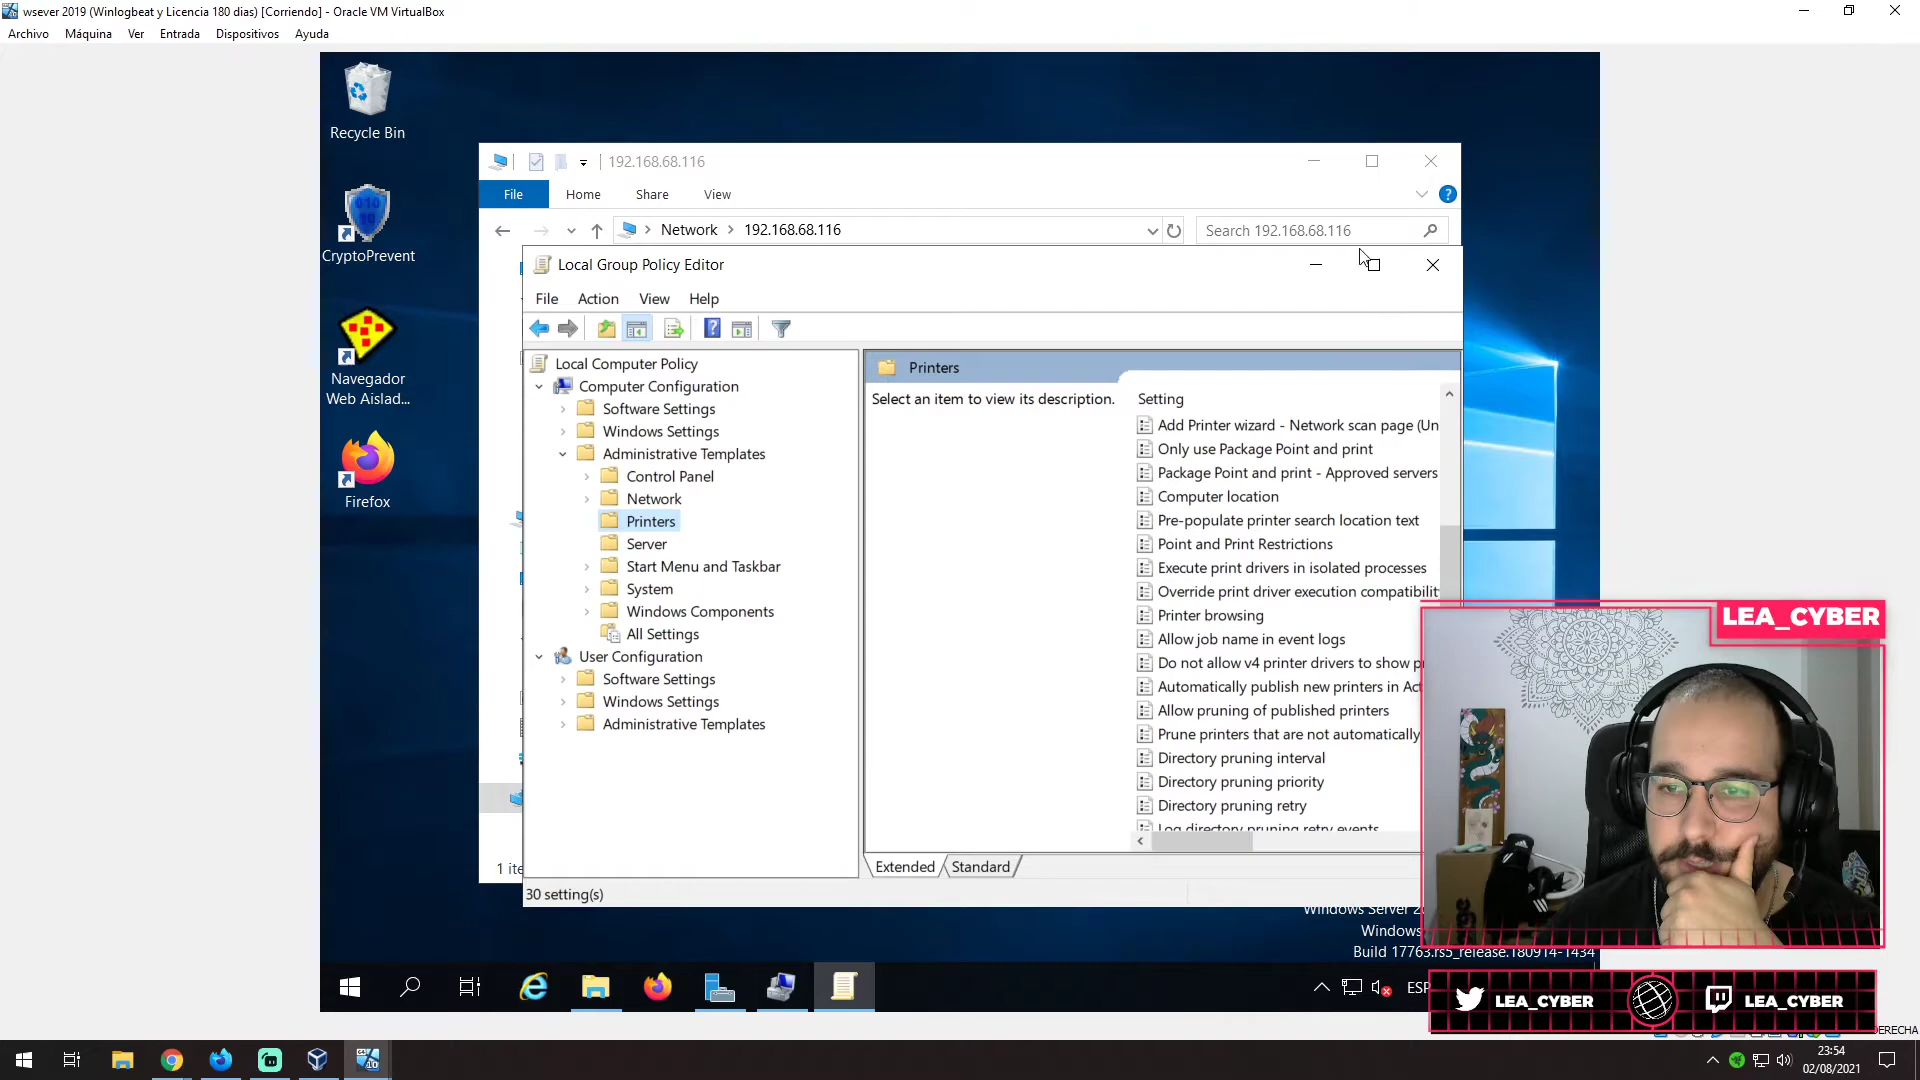 wsever 2019 (Winlogbeat y Licencia 180 dias) [Corriendo] - Oracle VM VirtualBox
Archivo Máquina Ver Entrada Dispositivos Ayuda
Recycle Bin
CryptoPrevent
Navegador
Web Aislad...
Firefox
192.168.68.116
File Home Share View
Network 192.168.68.116
Search 192.168.68.116
Local Group Policy Editor
File Action View Help
Local Computer Policy
Computer Configuration
Software Settings
Windows Settings
Administrative Templates
Control Panel
Network
Printers
Server
Start Menu and Taskbar
System
Windows Components
All Settings
User Configuration
Software Settings
Windows Settings
Administrative Templates
Printers
Select an item to view its description.
Setting
Add Printer wizard - Network scan page (Un
Only use Package Point and print
Package Point and print - Approved servers
Computer location
Pre-populate printer search location text
Point and Print Restrictions
Execute print drivers in isolated processes
Override print driver execution compatibilit
Printer browsing
Allow job name in event logs
Do not allow v4 printer drivers to show p
Automatically publish new printers in Act
Allow pruning of published printers
Prune printers that are not automatically
Directory pruning interval
Directory pruning priority
Directory pruning retry
Log directory pruning retry events
Extended Standard
1 ite
30 setting(s)
Windows Server 2
Windows
Build 17763.rs5_release.180914-1434
ESP
LEA_CYBER
LEA_CYBER LEA_CYBER
DERECHA
23:54
02/08/2021